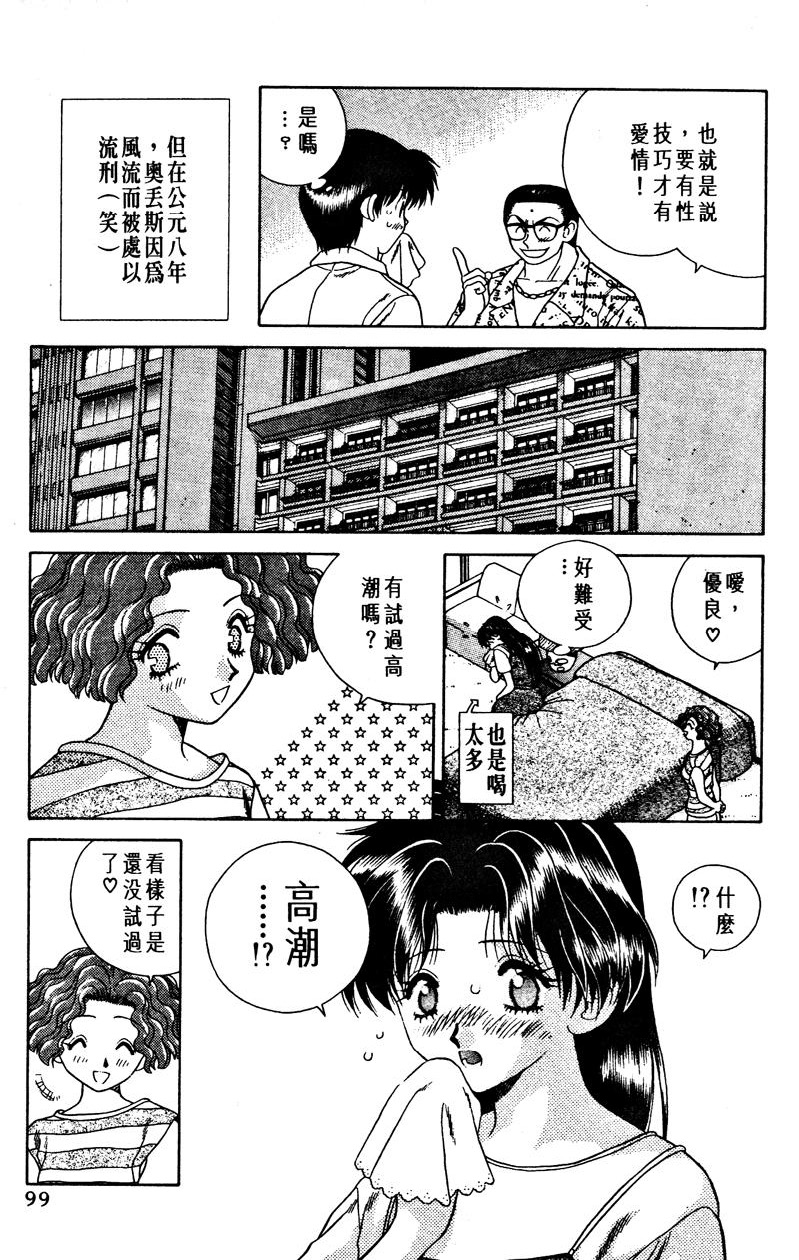 也就是說
，要有性
技巧才有
愛情！
是嗎
…？
但在公元八年
，奧丟斯因為
風流而被處以
流刑（笑）
噯，
優良♡
好難受
…
也是喝
太多
有試過高
潮嗎？
什麼
!?
高潮
……!?
看樣子是
還没試過
了♡
99